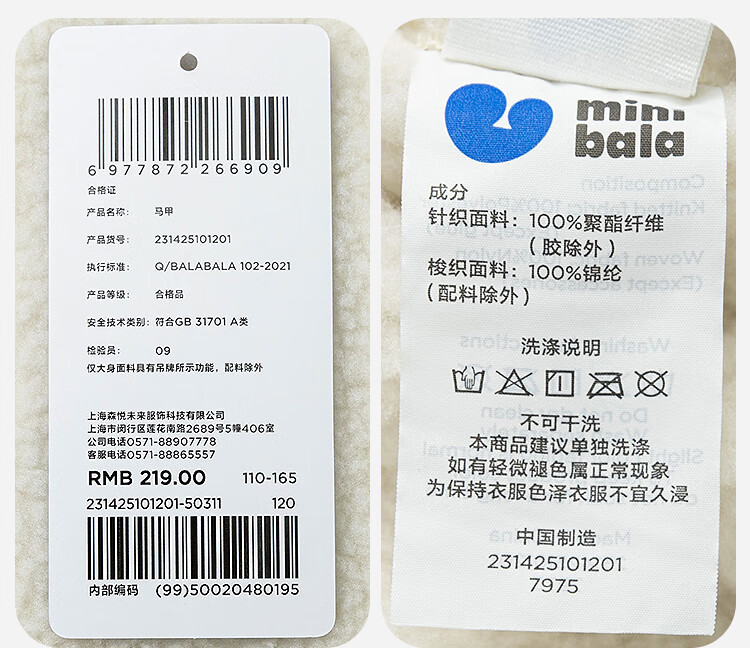 6 977872 266909
合格证
产品名称： 马甲
产品货号： 231425101201
执行标准： Q/BALABALA 102-2021
产品等级： 合格品
安全技术类别：符合GB 31701 A类
检验员： 09
仅大身面料具有吊牌所示功能，配料除外
上海森悦未来服饰科技有限公司
上海市闵行区莲花南路2689号5幢406室
公司电话0571-88907778
客服电话0571-88865557
RMB 219.00 110-165
231425101201-50311 120
内部编码 (99)50020480195
mini
bala
成分
针织面料：100%聚酯纤维
（胶除外）
梭织面料：100%锦纶
（配料除外）
洗涤说明
不可干洗
本商品建议单独洗涤
如有轻微褪色属正常现象
为保持衣服色泽衣服不宜久浸
中国制造
231425101201
7975